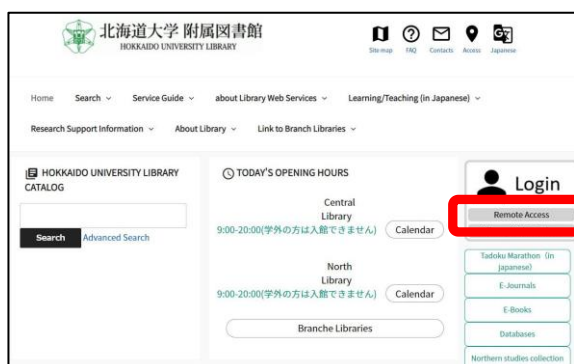 北海道大学 附属図書館
HOKKAIDO UNIVERSITY LIBRARY
Site map FAQ Contacts Access Japanese
Home Search Service Guide about Library Web Services Learning/Teaching (in Japanese)
Research Support Information About Library Link to Branch Libraries
HOKKAIDO UNIVERSITY LIBRARY
CATALOG
Search Advanced Search
TODAY'S OPENING HOURS
Central
Library
9:00-20:00(学外の方は入館できません) Calendar
North
Library
9:00-20:00(学外の方は入館できません) Calendar
Branche Libraries
Login
Remote Access
Tadoku Marathon（in
japanese）
E-Journals
E-Books
Databases
Northern studies collection